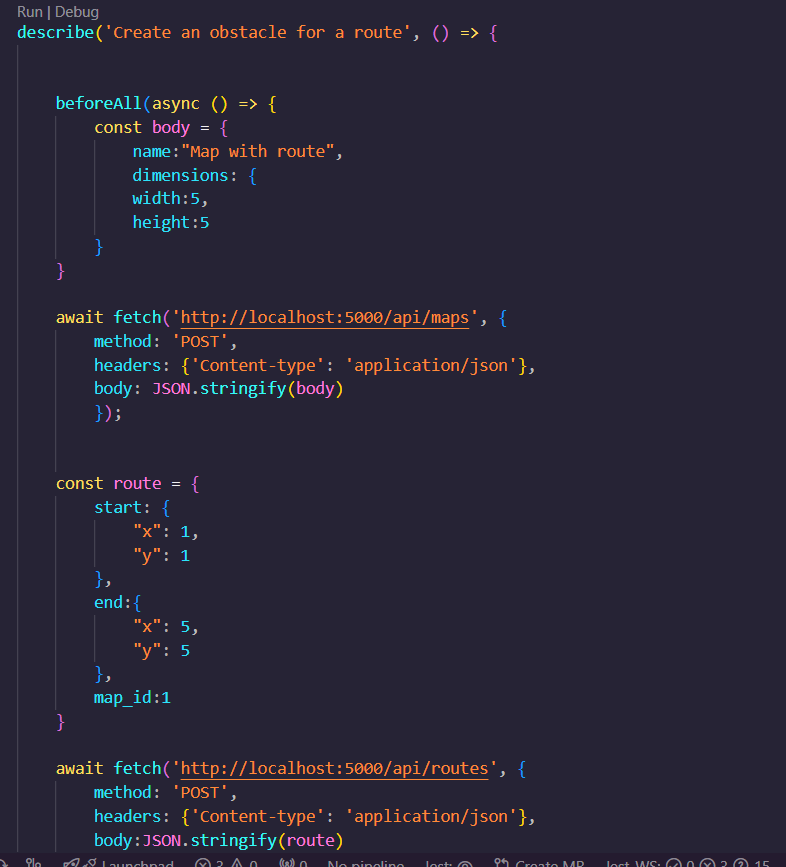 Run | Debug
describe('Create an obstacle for a route', () => {
beforeAll(async () => {
const body = {
name:"Map with route",
dimensions: {
width:5,
height:5
}
}
await fetch('http://localhost:5000/api/maps', {
method: 'POST',
headers: {'Content-type': 'application/json'},
body: JSON.stringify(body)
});
const route = {
start: {
"x": 1,
"y": 1
},
end:{
"x": 5,
"y": 5
},
map_id:1
}
await fetch('http://localhost:5000/api/routes', {
method: 'POST',
headers: {'Content-type': 'application/json'},
body:JSON.stringify(route)
Launchpad 3 0 0 No pipeline Jest: Create MR Jest-WS: 0 3 15